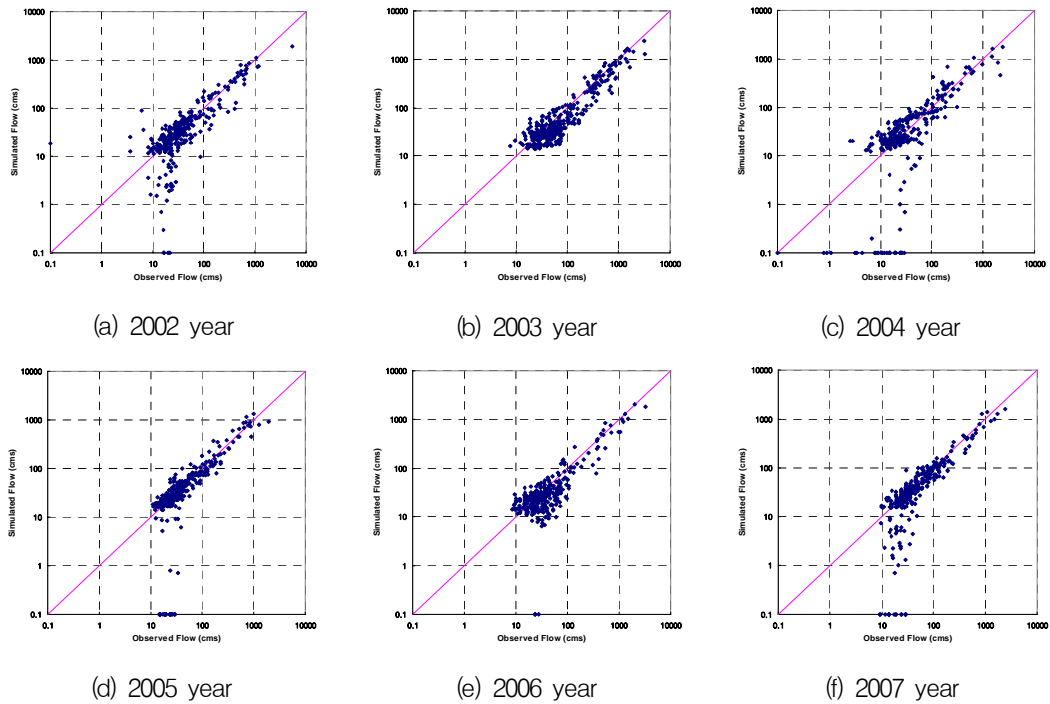 10000
1000
100
10
1
0.1
Simulated Flow (cms)
0.1 1 10 100 1000 10000
Observed Flow (cms)
(a) 2002 year
10000
1000
100
10
1
0.1
Simulated Flow (cms)
0.1 1 10 100 1000 10000
Observed Flow (cms)
(b) 2003 year
10000
1000
100
10
1
0.1
Simulated Flow (cms)
0.1 1 10 100 1000 10000
Observed Flow (cms)
(c) 2004 year
10000
1000
100
10
1
0.1
Simulated Flow (cms)
0.1 1 10 100 1000 10000
Observed Flow (cms)
(d) 2005 year
10000
1000
100
10
1
0.1
Simulated Flow (cms)
0.1 1 10 100 1000 10000
Observed Flow (cms)
(e) 2006 year
10000
1000
100
10
1
0.1
Simulated Flow (cms)
0.1 1 10 100 1000 10000
Observed Flow (cms)
(f) 2007 year